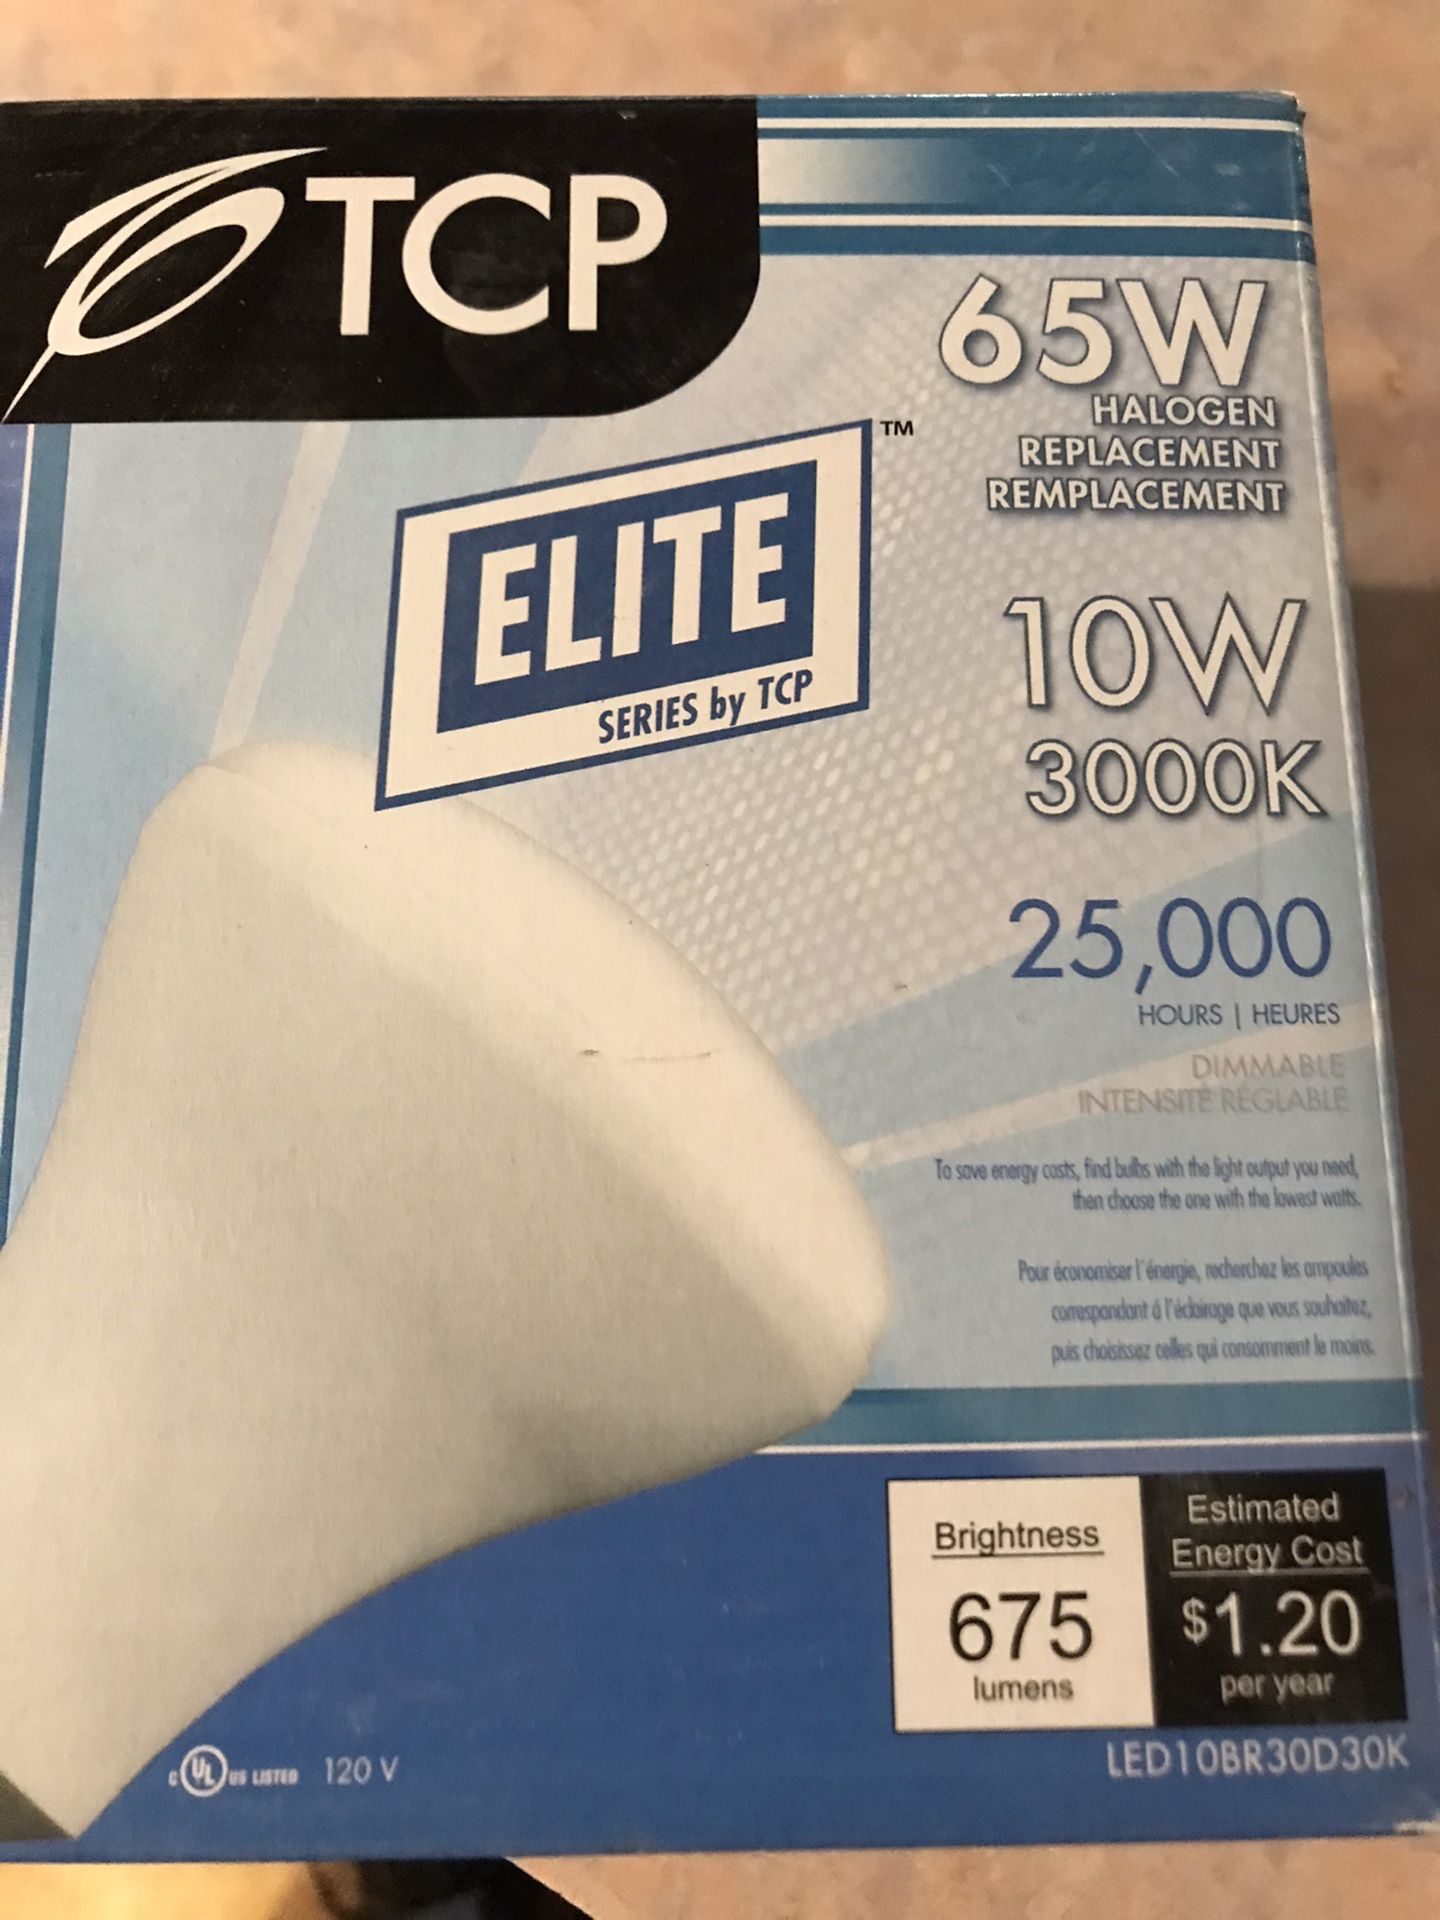 TCP
65W
HALOGEN
REPLACEMENT
REMPLACEMENT
ELITE™
SERIES by TCP
10W
3000K
25,000
HOURS | HEURES
DIMMABLE
INTENSITÉ RÉGLABLE
To save energy costs, find bulbs with the light output you need,
then choose the one with the lowest watts.
Pour économiser l'énergie, recherchez les ampoules
correspondant á l'éclairage que vous souhaitez,
puis choisissez celles qui consomment le moins.
Brightness
675
lumens
Estimated
Energy Cost
$1.20
per year
C UL US LISTED 120 V
LED10BR30D30K